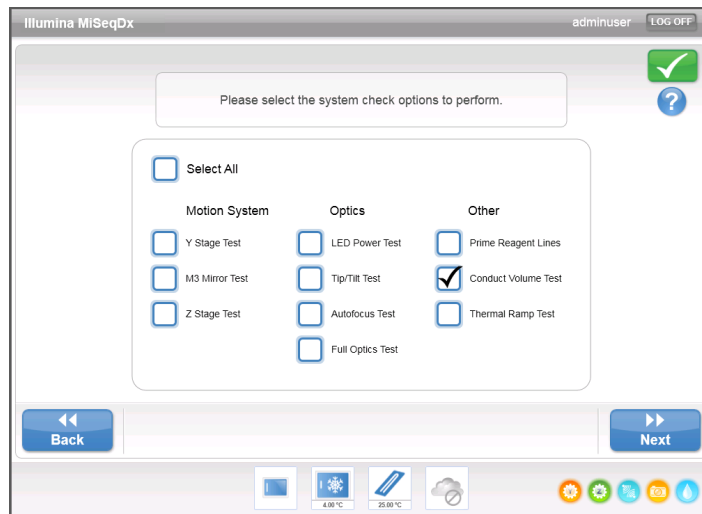 Illumina MiSeqDx
adminuser
LOG OFF
Please select the system check options to perform.
Select All
Motion System
Optics
Other
Y Stage Test
LED Power Test
Prime Reagent Lines
M3 Mirror Test
Tip/Tilt Test
Conduct Volume Test
Z Stage Test
Autofocus Test
Thermal Ramp Test
Full Optics Test
Back
Next
4.00 °C
25.00 °C